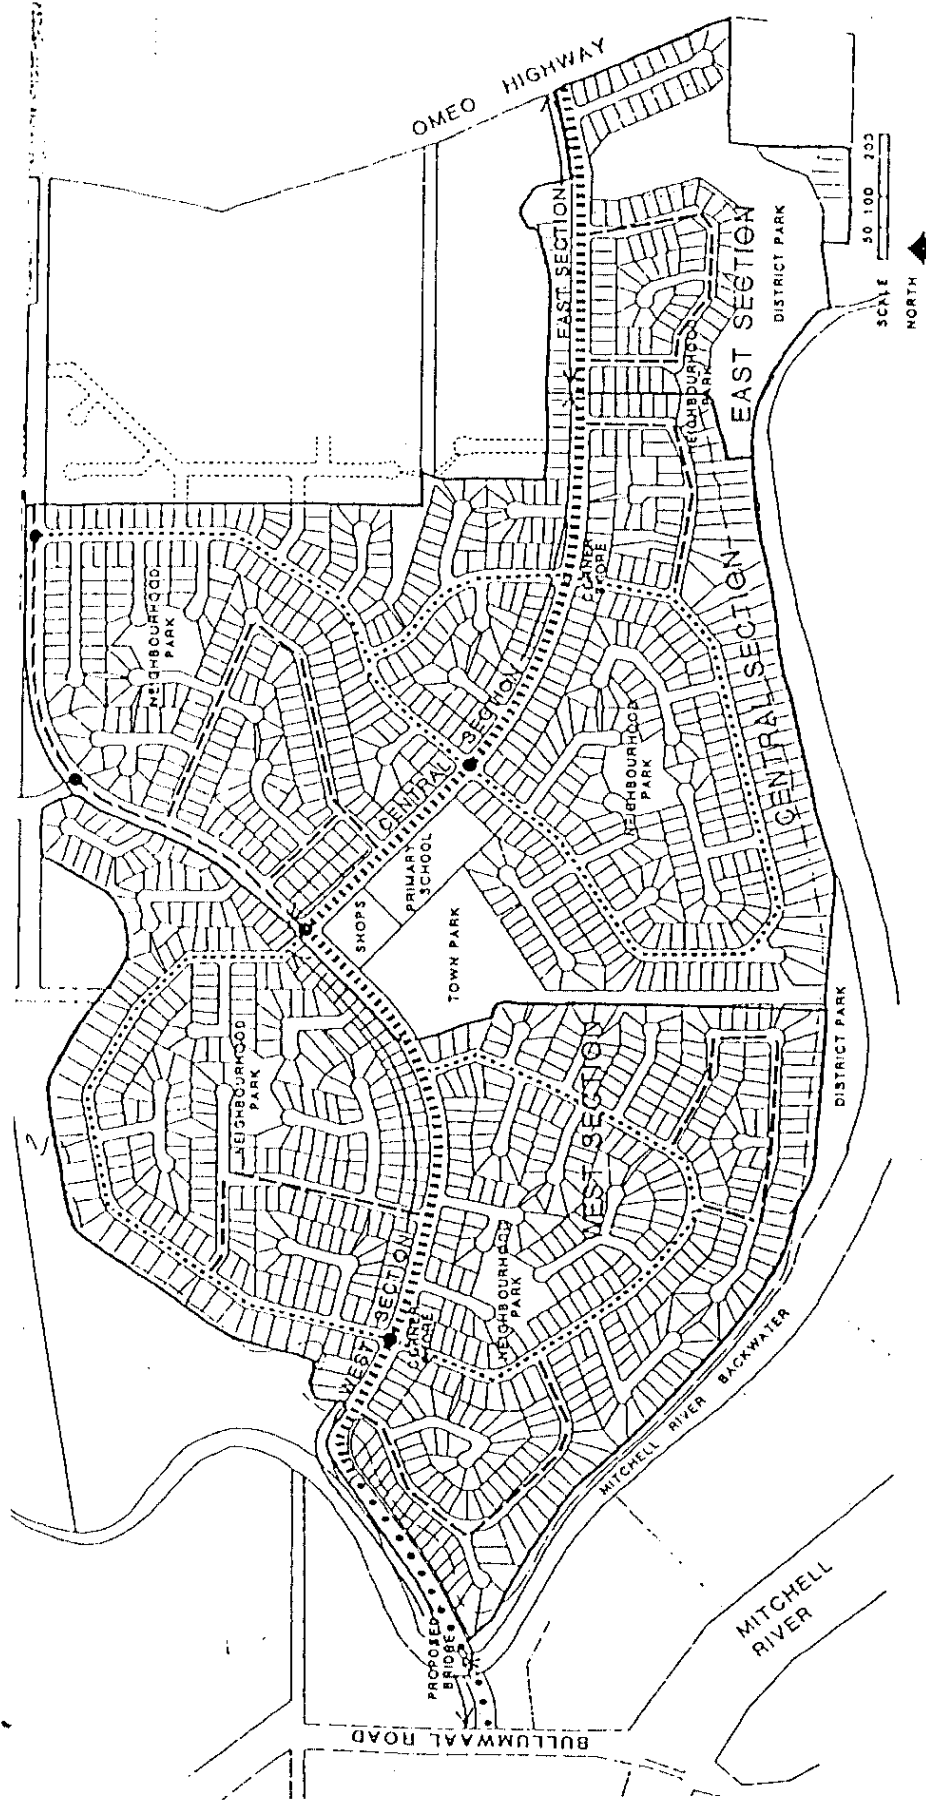 OMEO HIGHWAY
EAST SECTION
EAST SECTION
DISTRICT PARK
NEIGHBOURHOOD
PARK
SCALE
50 100 200
NORTH
NEIGHBOURHOOD
PARK
CORNER
STORE
CENTRAL SECTION
CENTRAL SECTION
NEIGHBOURHOOD
PARK
PRIMARY
SCHOOL
SHOPS
TOWN PARK
NEIGHBOURHOOD
PARK
WEST SECTION
DISTRICT PARK
WEST SECTION
CORNER
STORE
NEIGHBOURHOOD
PARK
MITCHELL RIVER BACKWATER
PROPOSED
BRIDGE
MITCHELL
RIVER
BULLUMWAAL ROAD